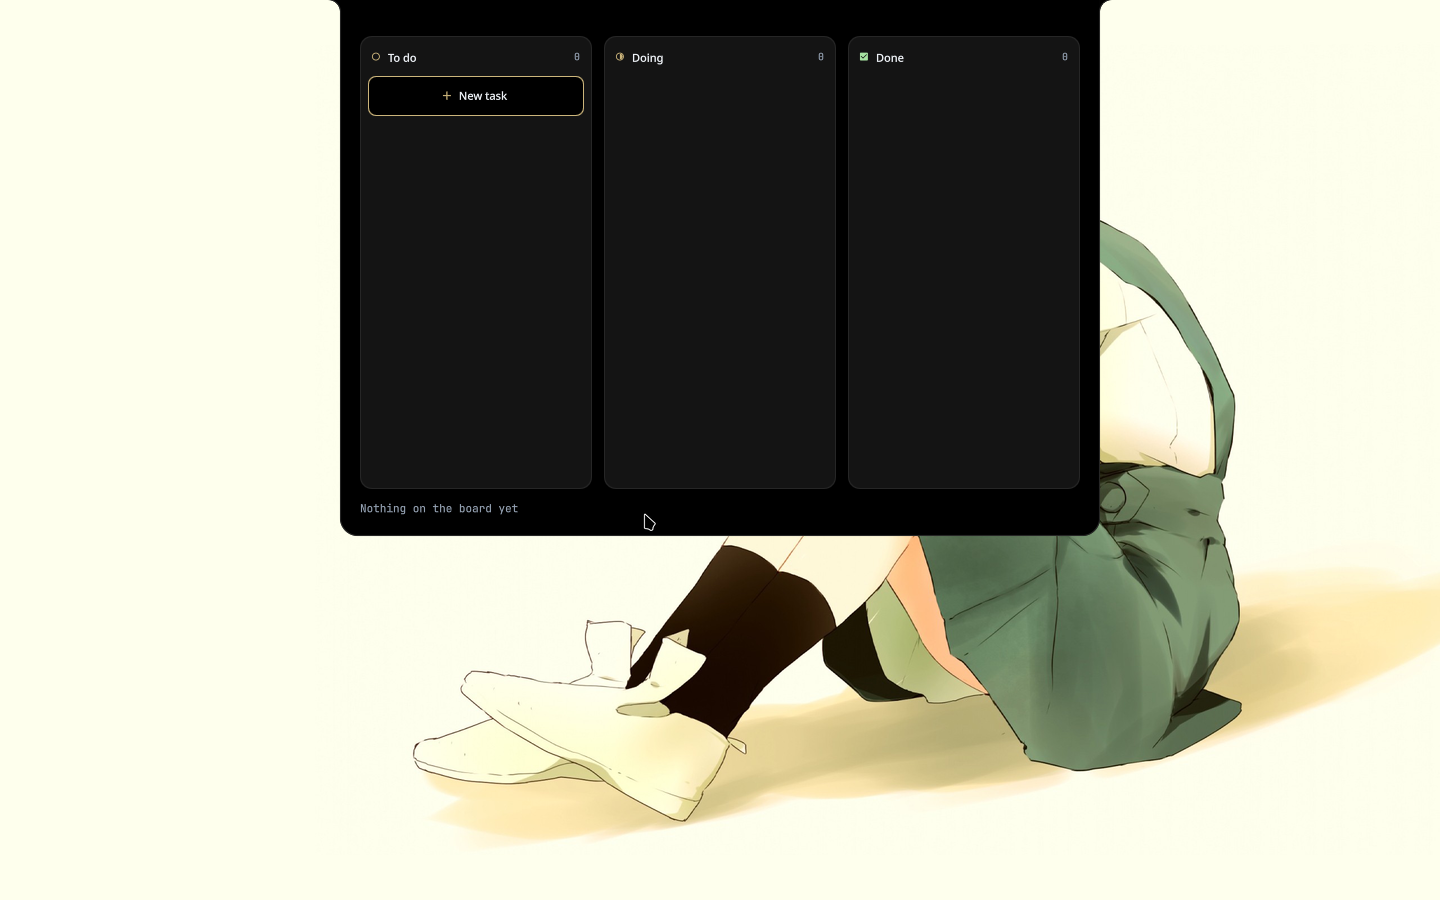 To do 0
Doing 0
Done 0
New task
Nothing on the board yet